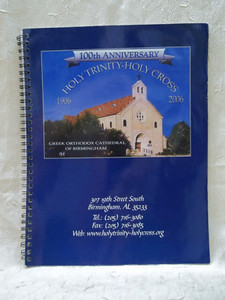 100th ANNIVERSARY
HOLY TRINITY-HOLY CROSS
1906 2006
GREEK ORTHODOX CATHEDRAL
OF BIRMINGHAM
307 19th Street South
Birmingham, AL 35233
Tel.: (205) 716-3080
Fax: (205) 716-3085
Web: www.holytrinity-holycross.org